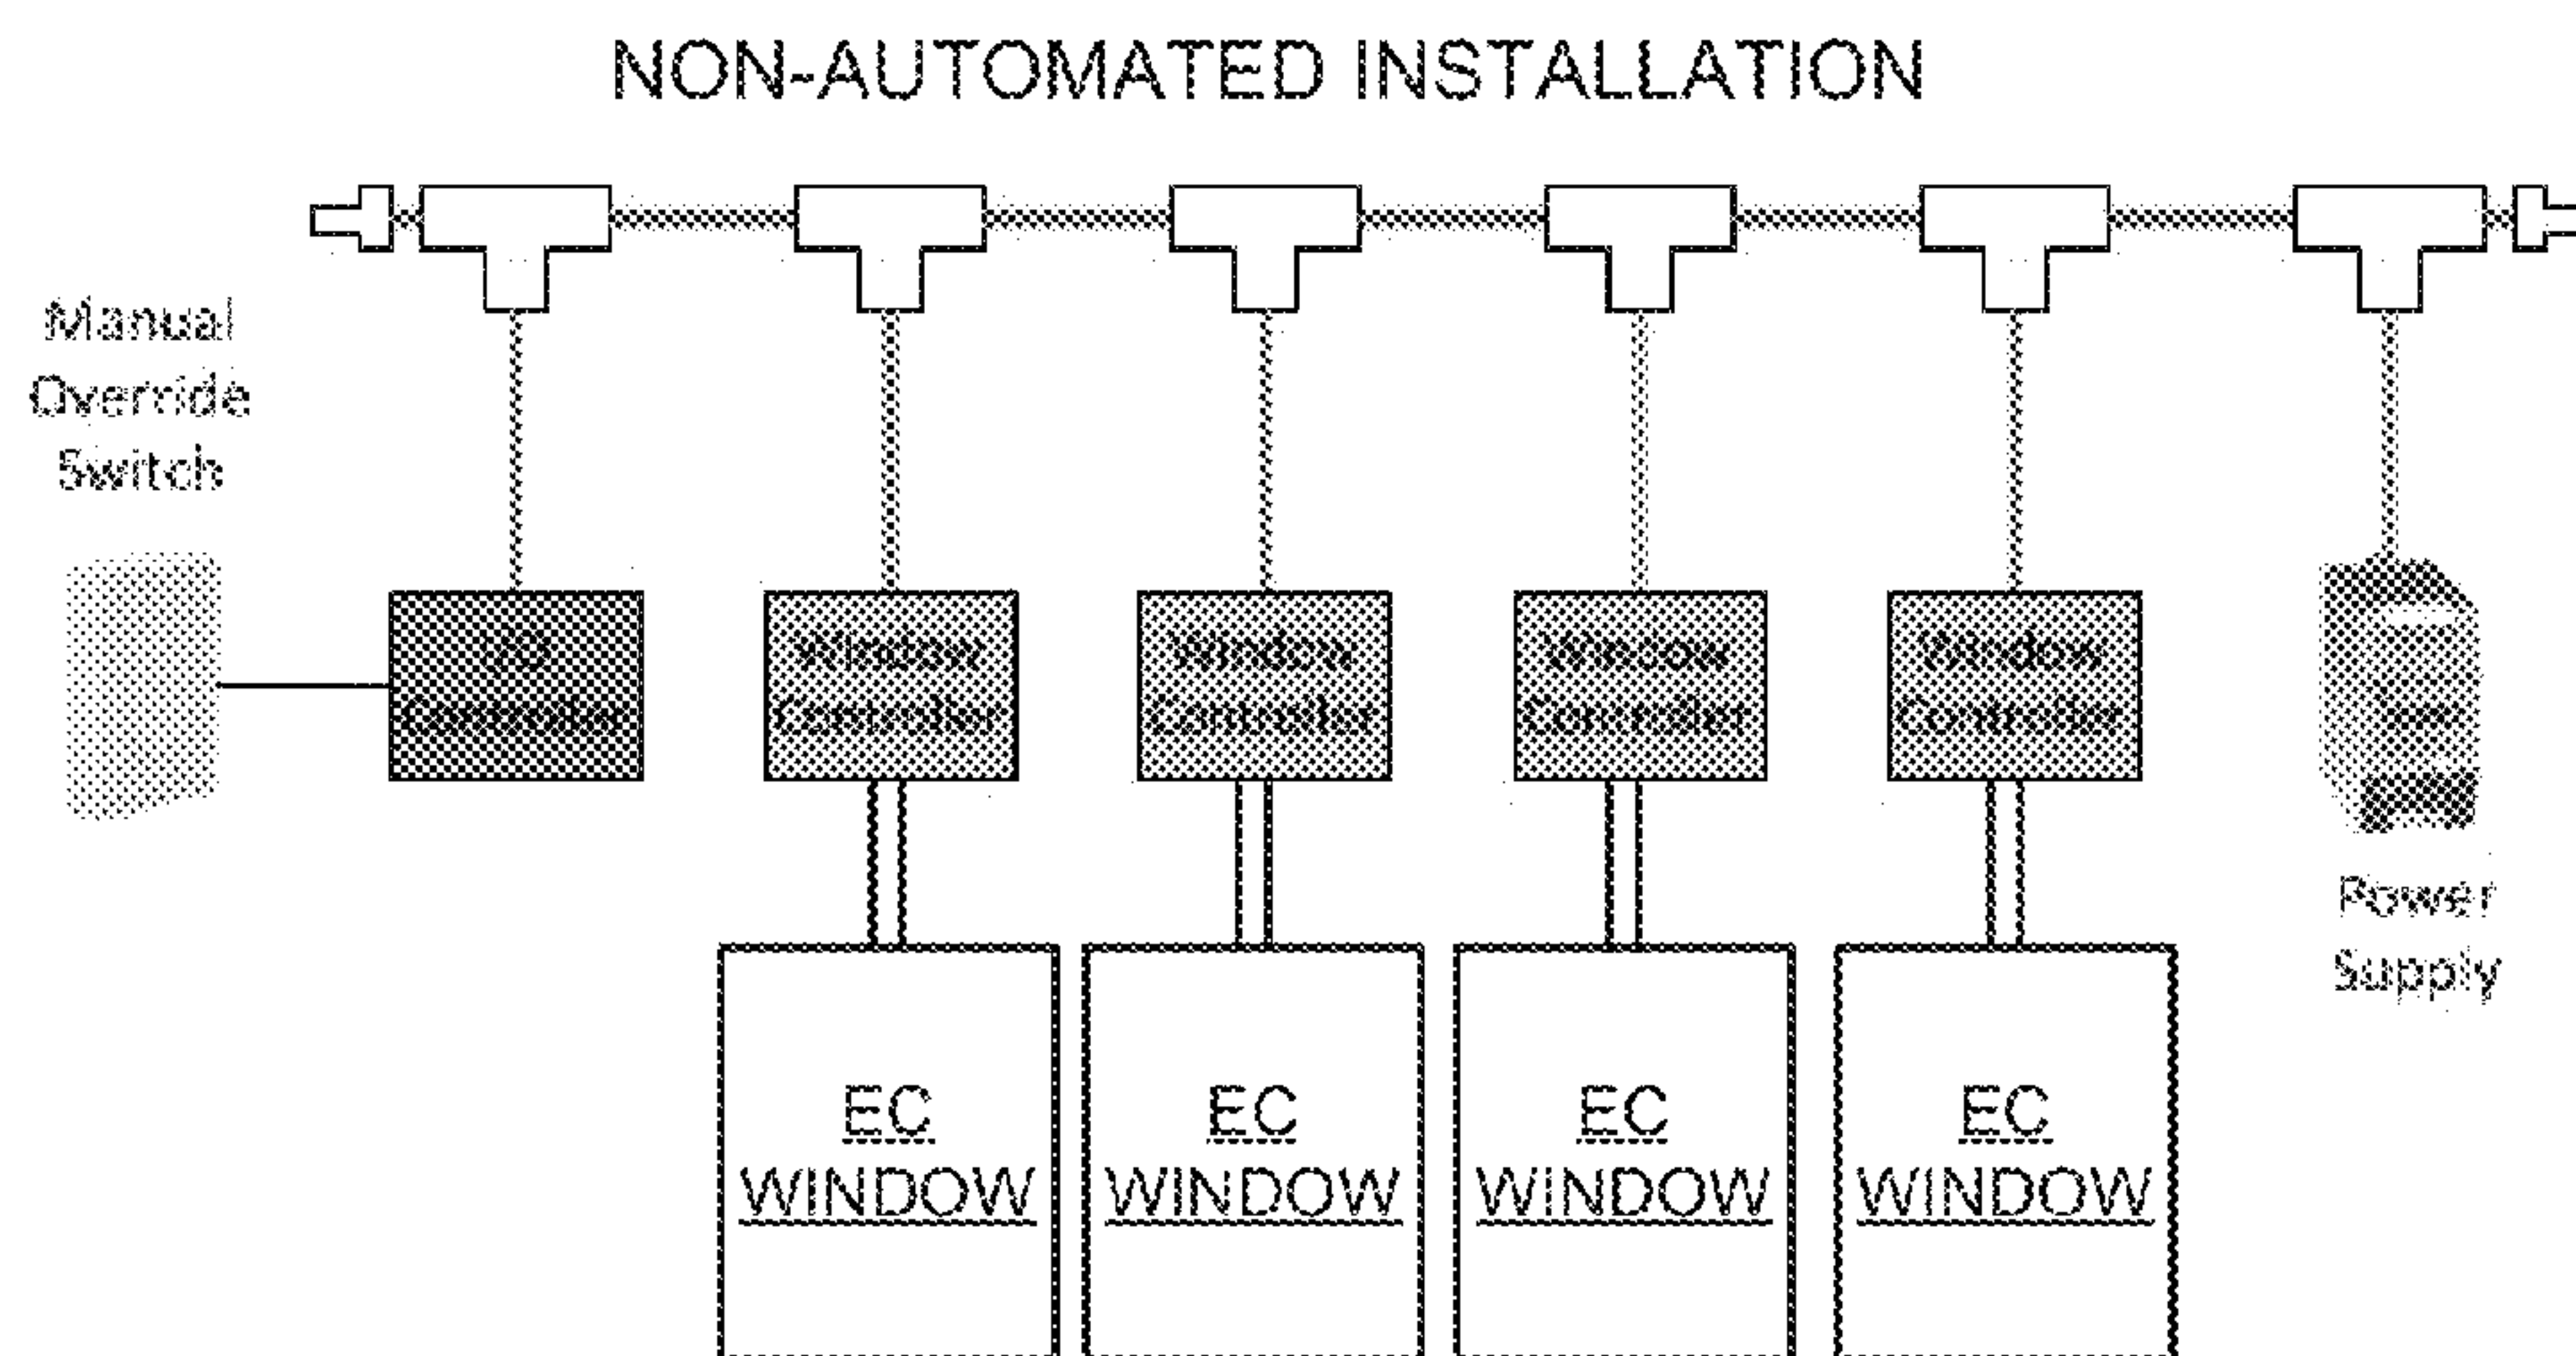 NON-AUTOMATED INSTALLATION
Manual
Override
Switch
I/O
Controller
Window
Controller
Window
Controller
Window
Controller
Window
Controller
Power
Supply
EC
WINDOW
EC
WINDOW
EC
WINDOW
EC
WINDOW